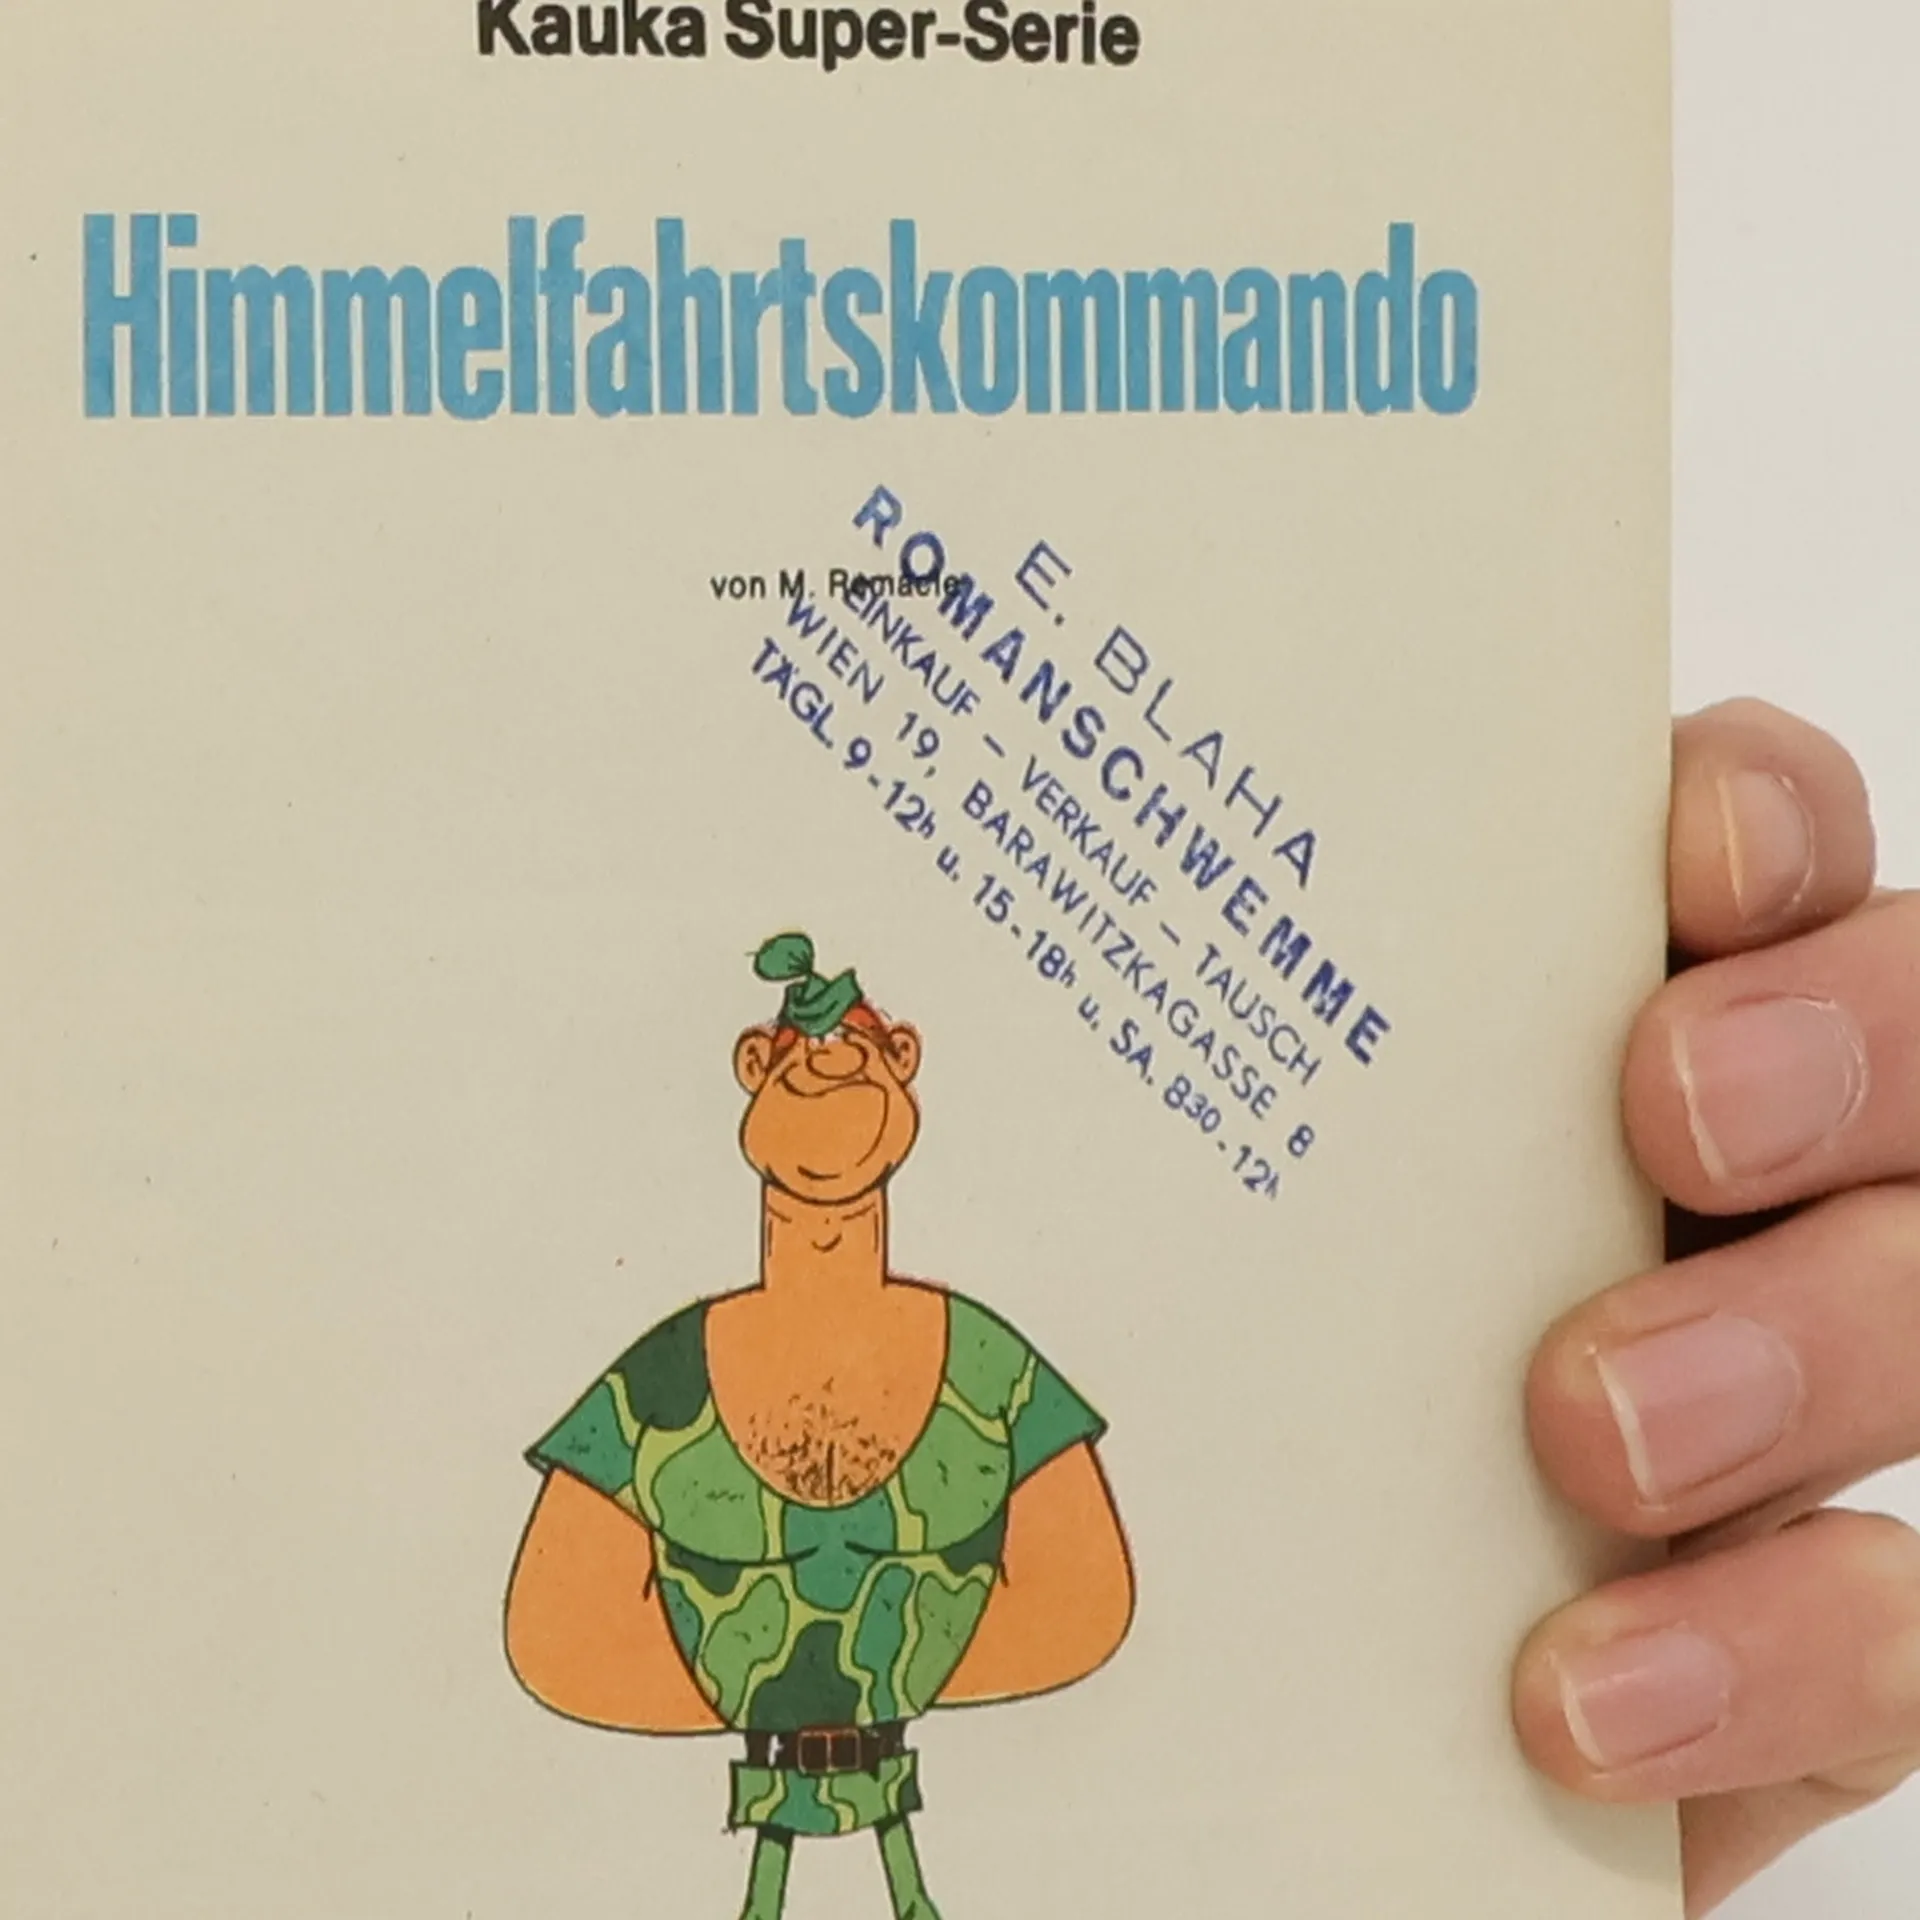 Kauka Super-Serie
Himmelfahrtskommando
von M. Remacle
E. BLAHA
ROMANSCHWEMME
EINKAUF - VERKAUF - TAUSCH
WIEN 19, BARAWITZKAGASSE 8
TÄGL. 9-12h u. 15-18h u. SA. 830-12h